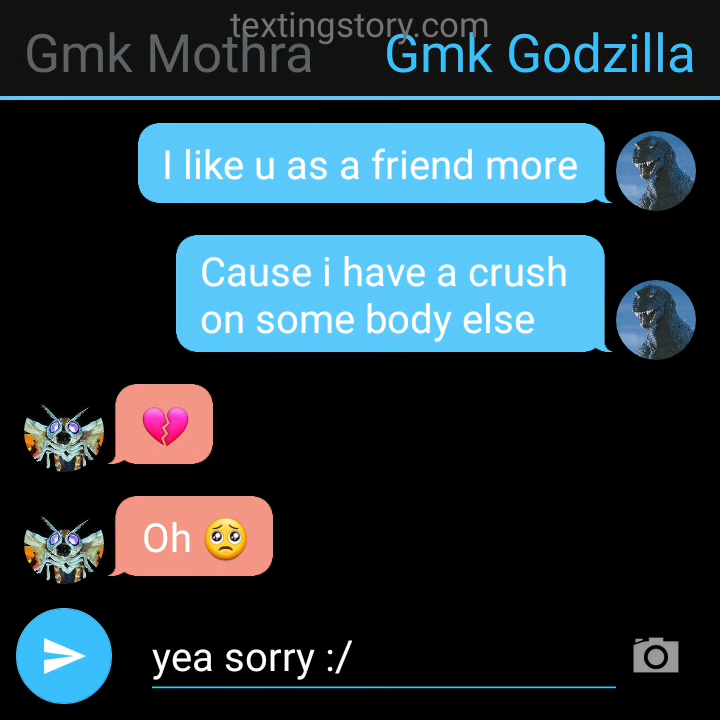 textingstory.com
Gmk Mothra Gmk Godzilla
I like u as a friend more
Cause i have a crush
on some body else
💔
Oh 🥺
yea sorry :/